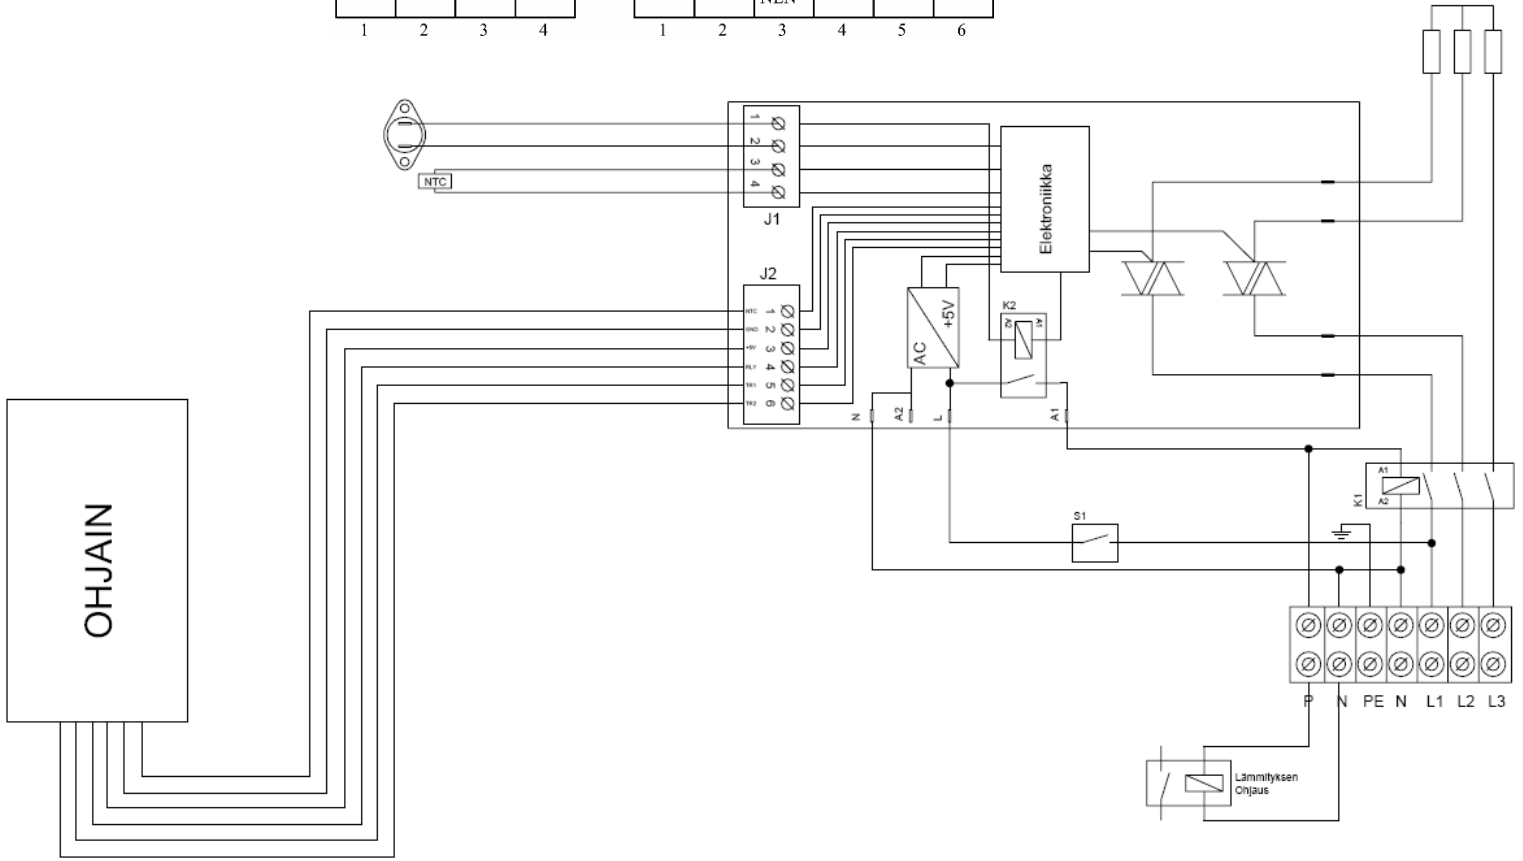 1 2 3 4 1 2 3 4 5 6
NTC
1
2
3
4
J1
Elektroniikka
J2
NTC 1
GND 2
+5V 3
RLY 4
TR1 5
TR2 6
AC +5V
K2
A2 A1
N A2 L A1
OHJAIN
S1
K1
A1
A2
P N PE N L1 L2 L3
Lämmityksen
Ohjaus